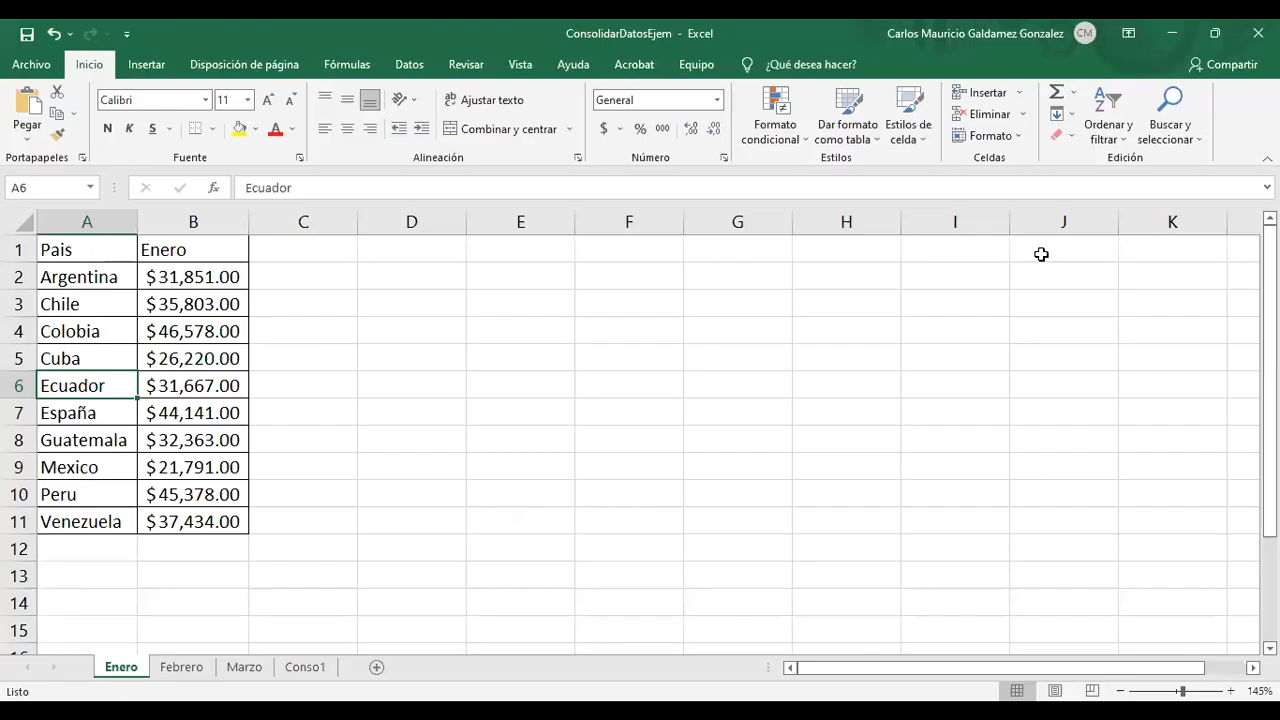 ConsolidarDatosEjem - Excel
Carlos Mauricio Galdamez Gonzalez CM
Archivo Inicio Insertar Disposición de página Fórmulas Datos Revisar Vista Ayuda Acrobat Equipo ¿Qué desea hacer? Compartir
Pegar
Calibri 11
N K S
A A
A
Ajustar texto
Combinar y centrar
General
$ % 000
Formato condicional
Dar formato como tabla
Estilos de celda
Insertar
Eliminar
Formato
Ordenar y filtrar
Buscar y seleccionar
Portapapeles Fuente Alineación Número Estilos Celdas Edición
A6 fx Ecuador
A B C D E F G H I J K
1 Pais Enero
2 Argentina $31,851.00
3 Chile $35,803.00
4 Colobia $46,578.00
5 Cuba $26,220.00
6 Ecuador $31,667.00
7 España $44,141.00
8 Guatemala $32,363.00
9 Mexico $21,791.00
10 Peru $45,378.00
11 Venezuela $37,434.00
12
13
14
15
Enero Febrero Marzo Conso1
Listo 145%